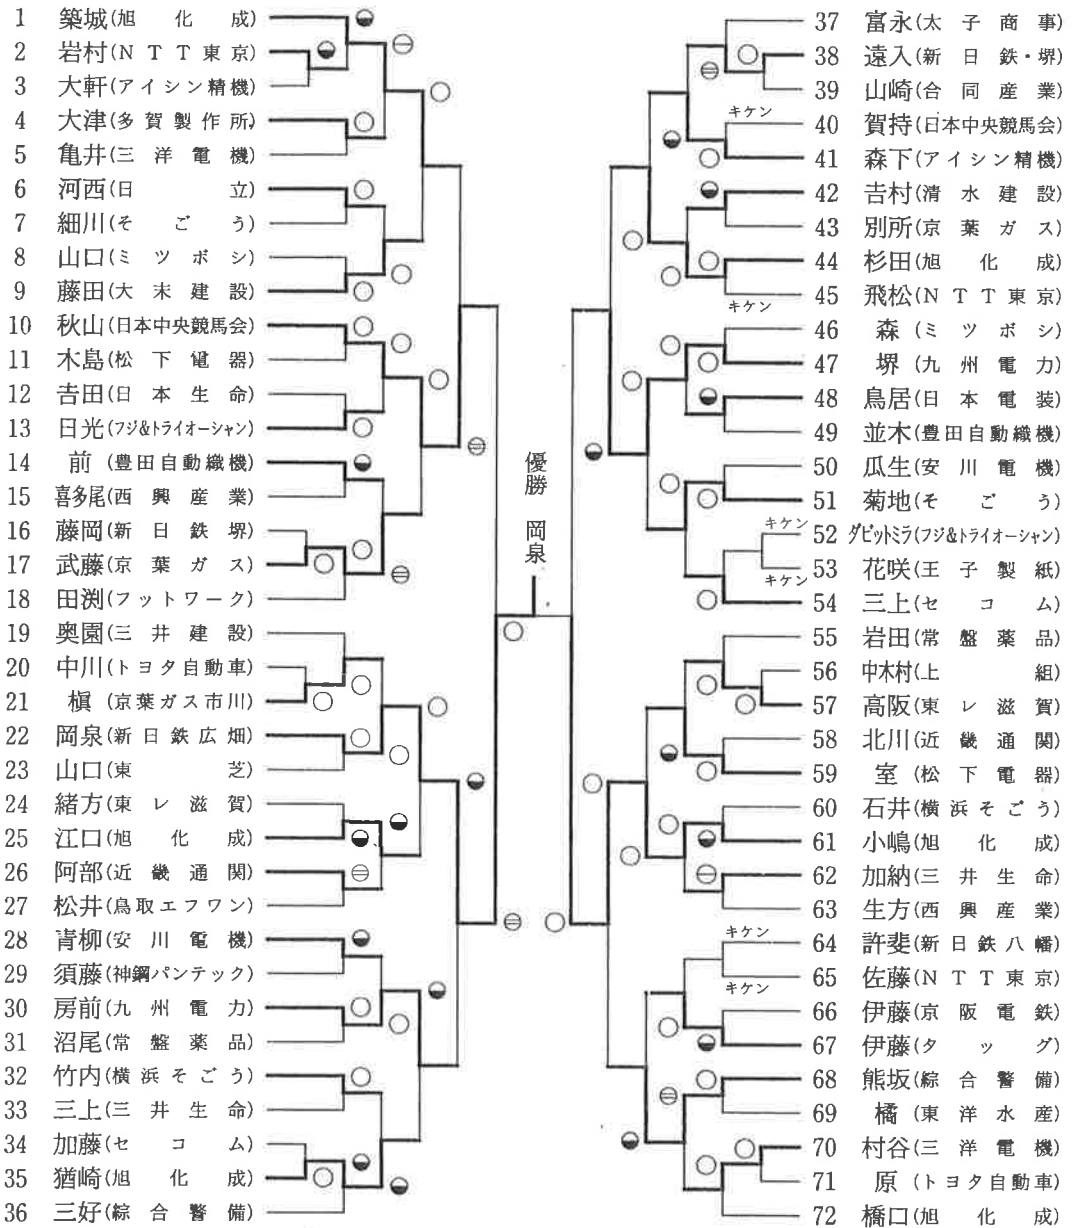 1 築城(旭化成)
2 岩村(NTT東京)
3 大軒(アイシン精機)
4 大津(多賀製作所)
5 亀井(三洋電機)
6 河西(日立)
7 細川(そごう)
8 山口(ミツボシ)
9 藤田(大末建設)
10 秋山(日本中央競馬会)
11 木島(松下電器)
12 吉田(日本生命)
13 日光(フジ&トライオーシャン)
14 前(豊田自動織機)
15 喜多尾(西興産業)
16 藤岡(新日鉄堺)
17 武藤(京葉ガス)
18 田渕(フットワーク)
19 奥園(三井建設)
20 中川(トヨタ自動車)
21 槇(京葉ガス市川)
22 岡泉(新日鉄広畑)
23 山口(東芝)
24 緒方(東レ滋賀)
25 江口(旭化成)
26 阿部(近畿通関)
27 松井(鳥取エフワン)
28 青柳(安川電機)
29 須藤(神鋼パンテック)
30 房前(九州電力)
31 沼尾(常盤薬品)
32 竹内(横浜そごう)
33 三上(三井生命)
34 加藤(セコム)
35 猶崎(旭化成)
36 三好(綜合警備)
優勝 岡泉
37 富永(太子商事)
38 遠入(新日鉄・堺)
39 山崎(合同産業)
キケン
40 賀持(日本中央競馬会)
41 森下(アイシン精機)
42 吉村(清水建設)
43 別所(京葉ガス)
44 杉田(旭化成)
45 飛松(NTT東京)
キケン
46 森(ミツボシ)
47 堺(九州電力)
48 鳥居(日本電装)
49 並木(豊田自動織機)
50 瓜生(安川電機)
51 菊地(そごう)
キケン
52 ダビットミラ(フジ&トライオーシャン)
53 花咲(王子製紙)
キケン
54 三上(セコム)
55 岩田(常盤薬品)
56 中木村(上組)
57 高阪(東レ滋賀)
58 北川(近畿通関)
59 室(松下電器)
60 石井(横浜そごう)
61 小嶋(旭化成)
62 加納(三井生命)
63 生方(西興産業)
キケン
64 許斐(新日鉄八幡)
65 佐藤(NTT東京)
キケン
66 伊藤(京阪電鉄)
67 伊藤(タッグ)
68 熊坂(綜合警備)
69 橘(東洋水産)
70 村谷(三洋電機)
71 原(トヨタ自動車)
72 橋口(旭化成)